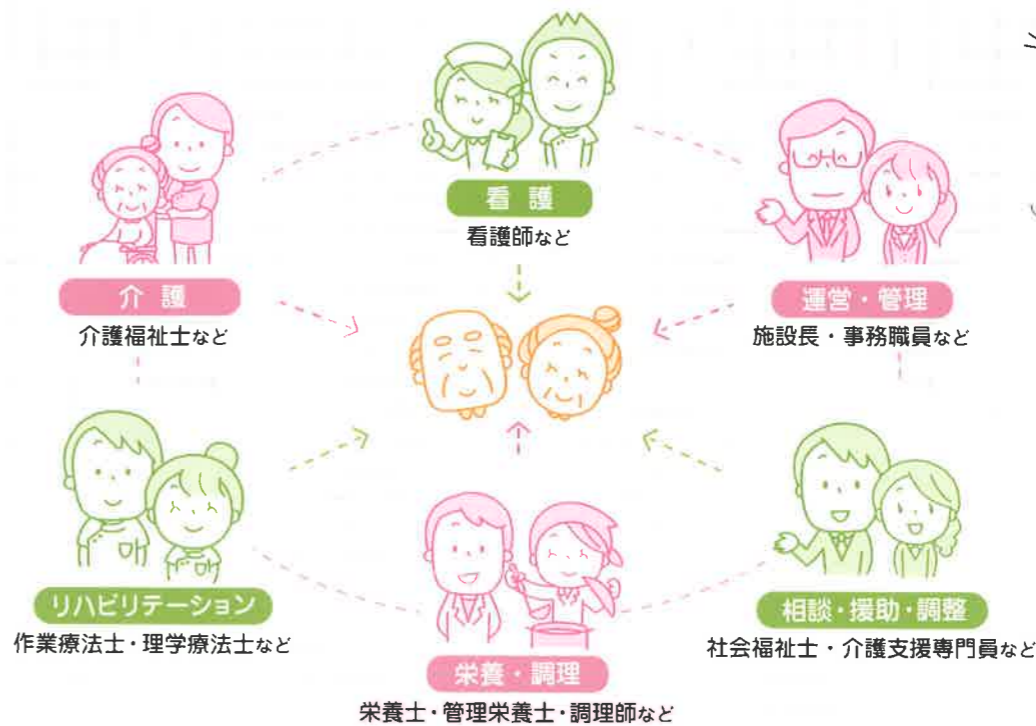 看護
看護師など
介護
介護福祉士など
運営・管理
施設長・事務職員など
リハビリテーション
作業療法士・理学療法士など
相談・援助・調整
社会福祉士・介護支援専門員など
栄養・調理
栄養士・管理栄養士・調理師など